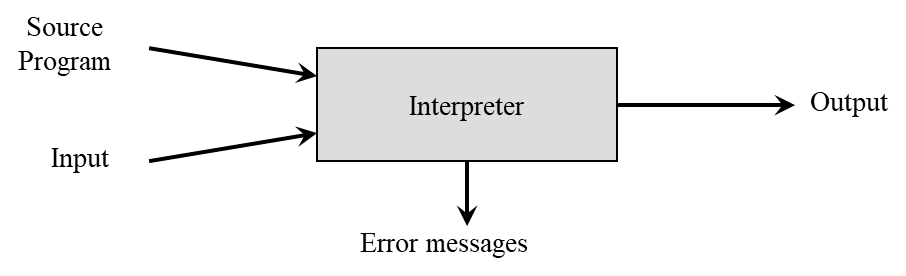 Source
Program
Interpreter
Output
Input
Error messages